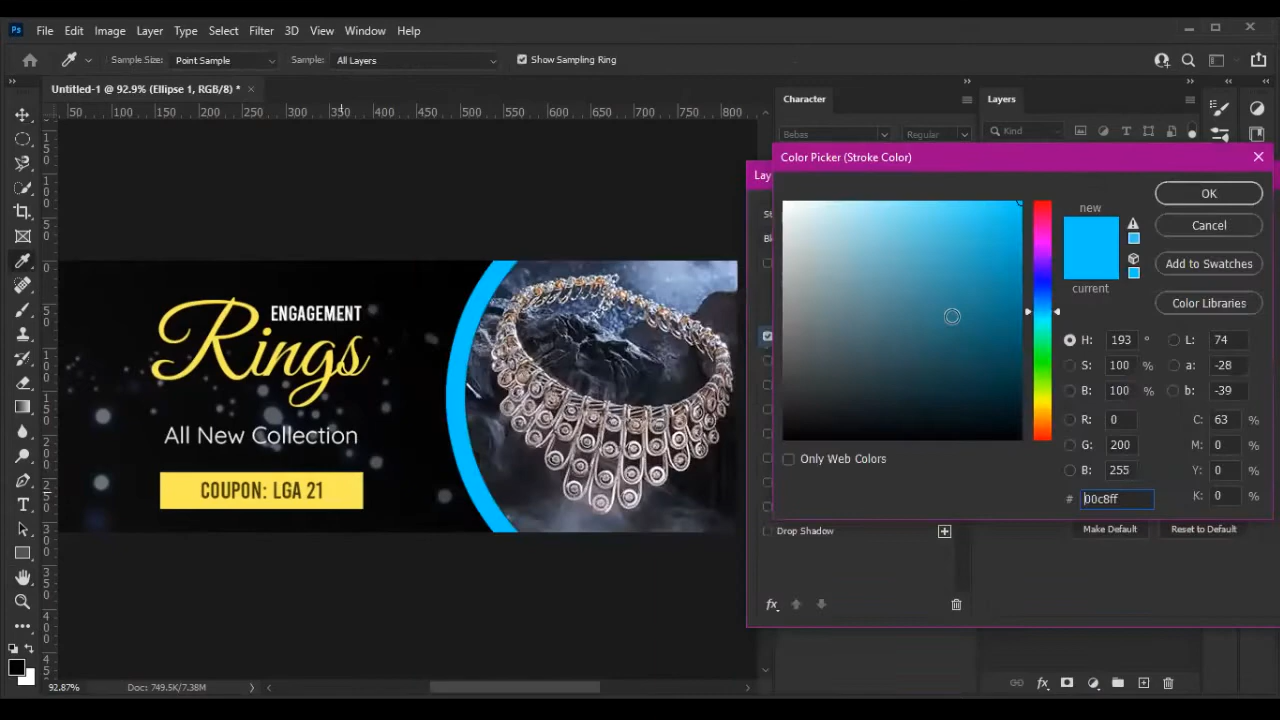 Ps File Edit Image Layer Type Select Filter 3D View Window Help
Sample Size: Point Sample Sample: All Layers Show Sampling Ring
Untitled-1 @ 92.9% (Ellipse 1, RGB/8) * ×
Character
Layers
50 100 150 200 250 300 350 400 450 500 550 600 650 700 750 800
Bebas Regular
Kind
Color Picker (Stroke Color)
Lay
new
current
OK
Cancel
Add to Swatches
Color Libraries
H: 193 °
S: 100 %
B: 100 %
R: 0
G: 200
B: 255
# 00c8ff
L: 74
a: -28
b: -39
C: 63 %
M: 0 %
Y: 0 %
K: 0 %
Only Web Colors
ENGAGEMENT
Rings
All New Collection
COUPON: LGA 21
Drop Shadow
Make Default Reset to Default
fx
fx
92.87% Doc: 749.5K/7.38M